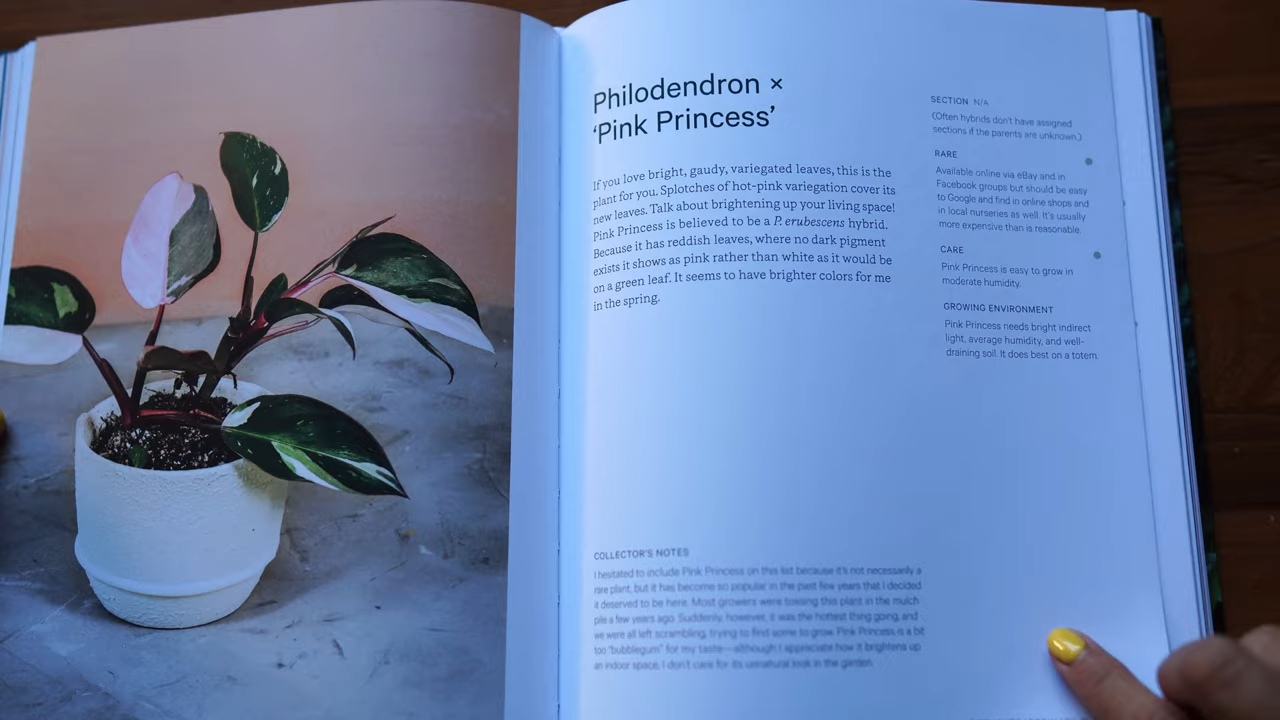 Philodendron ×
‘Pink Princess’
If you love bright, gaudy, variegated leaves, this is the
plant for you. Splotches of hot-pink variegation cover its
new leaves. Talk about brightening up your living space!
Pink Princess is believed to be a P. erubescens hybrid.
Because it has reddish leaves, where no dark pigment
exists it shows as pink rather than white as it would be
on a green leaf. It seems to have brighter colors for me
in the spring.
SECTION N/A
(Often hybrids don’t have assigned
sections if the parents are unknown.)
RARE
Available online via eBay and in
Facebook groups but should be easy
to Google and find in online shops and
in local nurseries as well. It’s usually
more expensive than is reasonable.
CARE
Pink Princess is easy to grow in
moderate humidity.
GROWING ENVIRONMENT
Pink Princess needs bright indirect
light, average humidity, and well-
draining soil. It does best on a totem.
COLLECTOR’S NOTES
I hesitated to include Pink Princess on this list because it’s not necessarily a
rare plant, but it has become so popular in the past few years that I decided
it deserved to be here. Most growers were tossing this plant in the mulch
pile a few years ago. Suddenly, however, it was the hottest thing going, and
we were all left scrambling, trying to find some to grow. Pink Princess is a bit
too “bubblegum” for my taste—although I appreciate how it brightens up
an indoor space, I don’t care for its unnatural look in the garden.